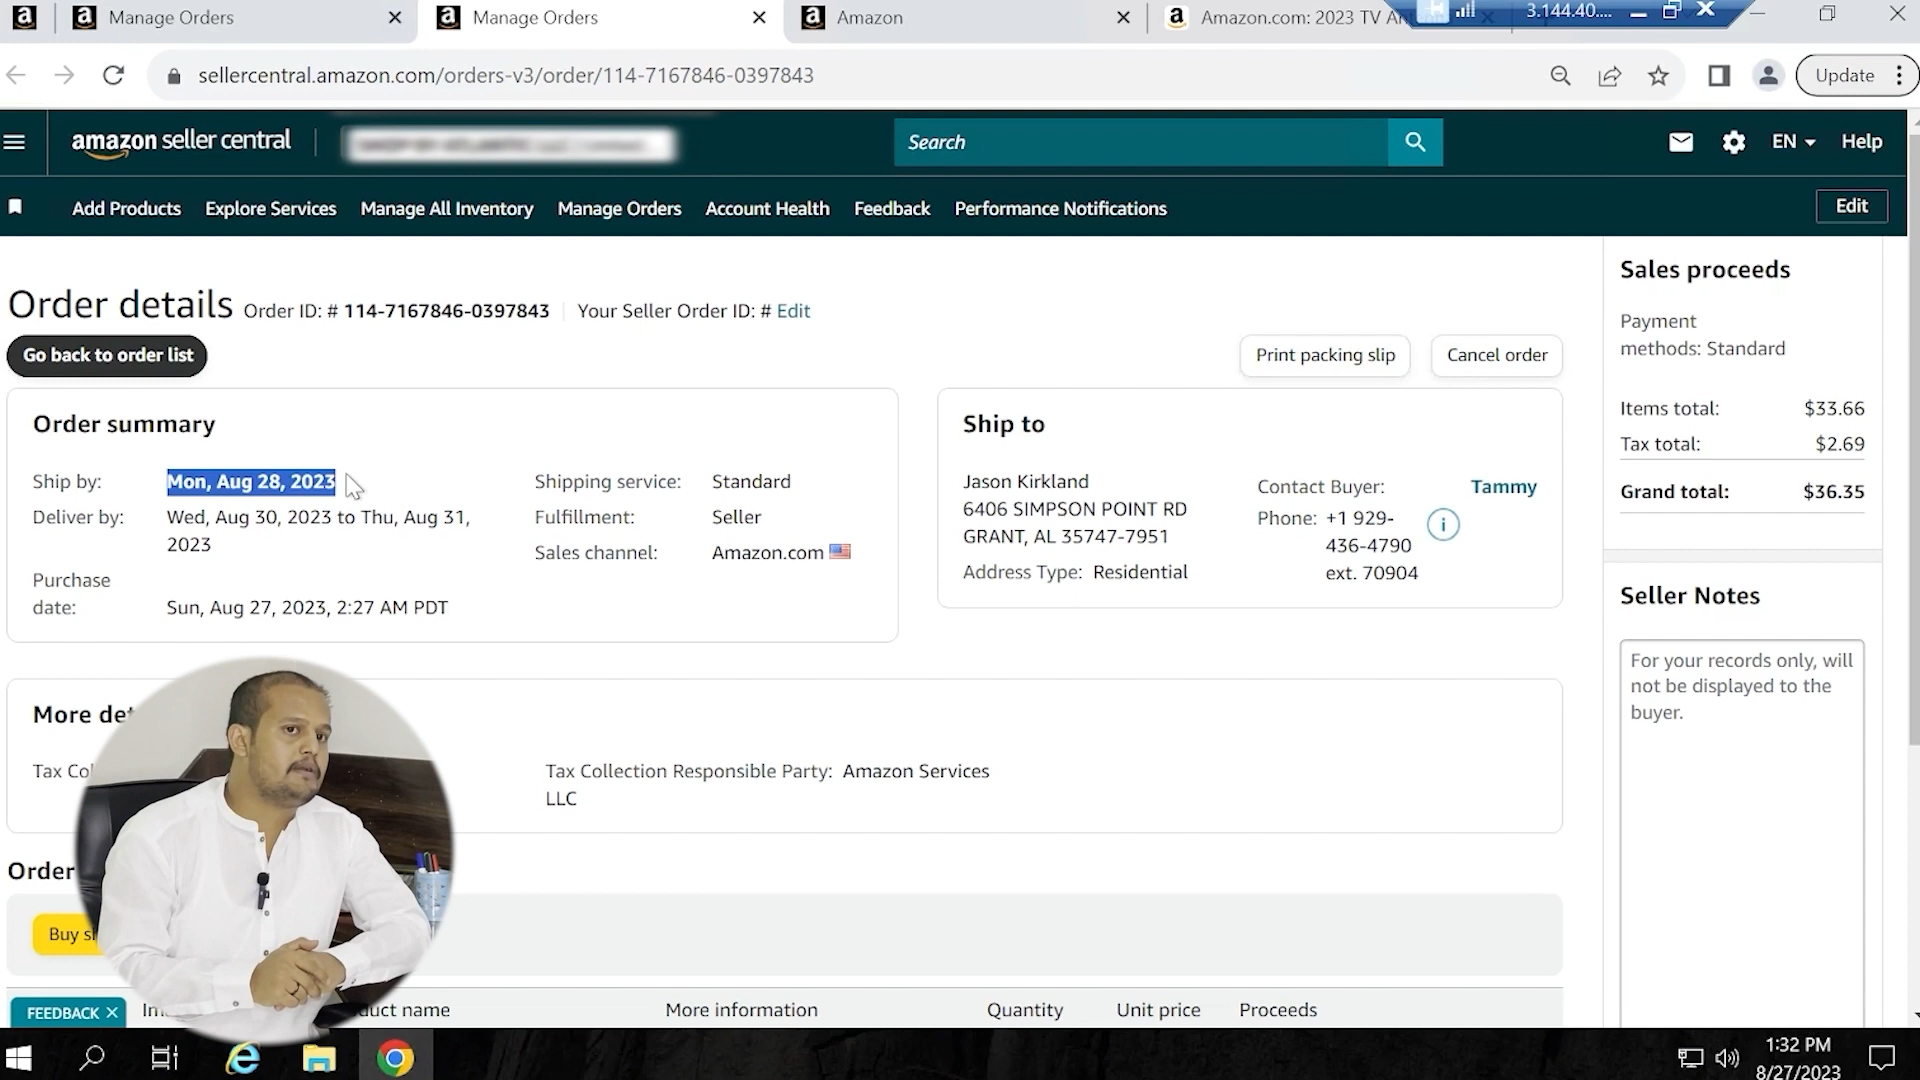 Manage Orders
Manage Orders
Amazon
Amazon.com: 2023 TV An
3.144.40....
sellercentral.amazon.com/orders-v3/order/114-7167846-0397843
Update
amazon seller central
Search
EN
Help
Add Products
Explore Services
Manage All Inventory
Manage Orders
Account Health
Feedback
Performance Notifications
Edit
Order details Order ID: # 114-7167846-0397843 Your Seller Order ID: # Edit
Go back to order list
Print packing slip
Cancel order
Order summary
Ship by: Mon, Aug 28, 2023
Deliver by: Wed, Aug 30, 2023 to Thu, Aug 31,
2023
Purchase
date: Sun, Aug 27, 2023, 2:27 AM PDT
Shipping service: Standard
Fulfillment: Seller
Sales channel: Amazon.com
Ship to
Jason Kirkland
6406 SIMPSON POINT RD
GRANT, AL 35747-7951
Address Type: Residential
Contact Buyer: Tammy
Phone: +1 929-
436-4790
ext. 70904
Sales proceeds
Payment
methods: Standard
Items total: $33.66
Tax total: $2.69
Grand total: $36.35
Seller Notes
For your records only, will
not be displayed to the
buyer.
More det
Tax Col
Tax Collection Responsible Party: Amazon Services
LLC
Order
Buy sh
FEEDBACK
Im
duct name
More information
Quantity
Unit price
Proceeds
1:32 PM
8/27/2023